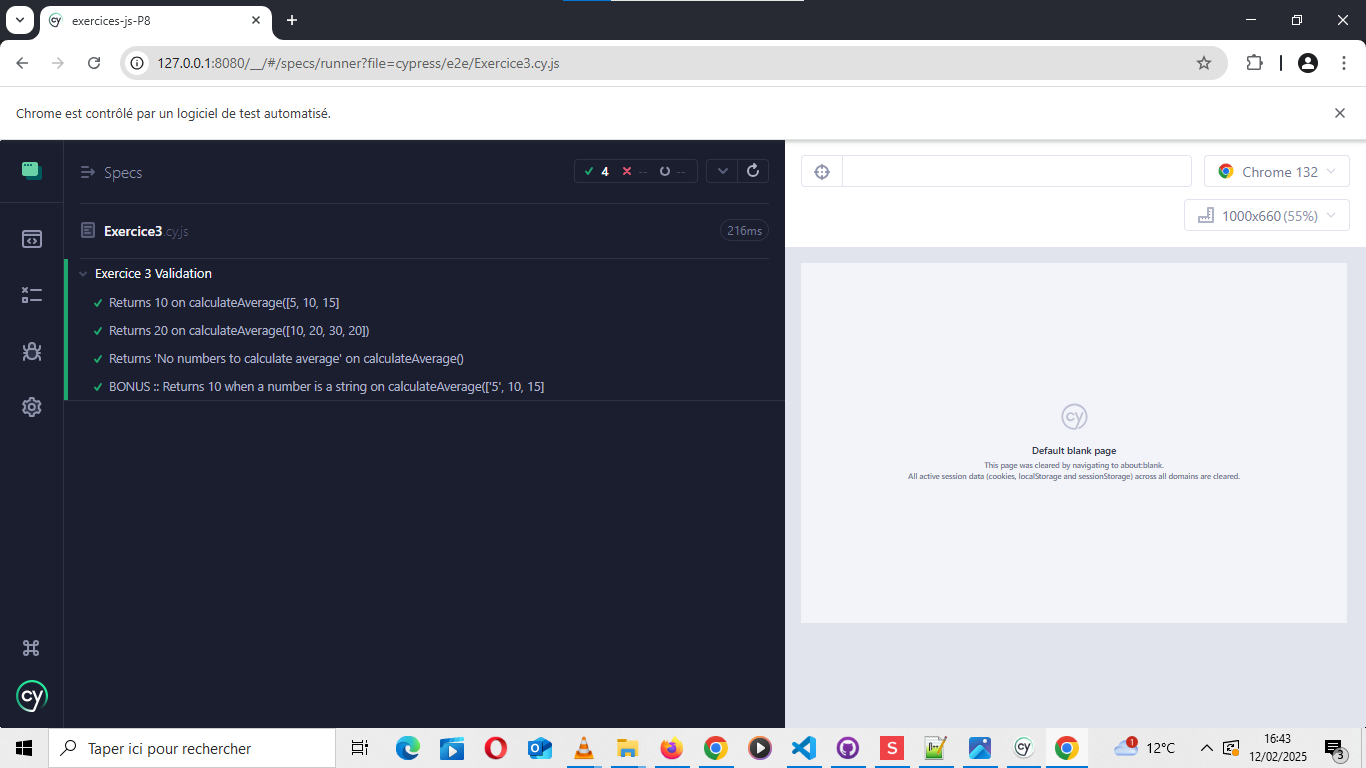 exercices-js-P8
127.0.0.1:8080/__/#/specs/runner?file=cypress/e2e/Exercice3.cy.js
Chrome est contrôlé par un logiciel de test automatisé.
Specs
4 -- --
Chrome 132
1000x660 (55%)
Exercice3.cy.js
216ms
Exercice 3 Validation
Returns 10 on calculateAverage([5, 10, 15]
Returns 20 on calculateAverage([10, 20, 30, 20])
Returns 'No numbers to calculate average' on calculateAverage()
BONUS :: Returns 10 when a number is a string on calculateAverage(['5', 10, 15]
cy
Default blank page
This page was cleared by navigating to about:blank.
All active session data (cookies, localStorage and sessionStorage) across all domains are cleared.
cy
Taper ici pour rechercher
S
cy
1
12°C
16:43
12/02/2025
3